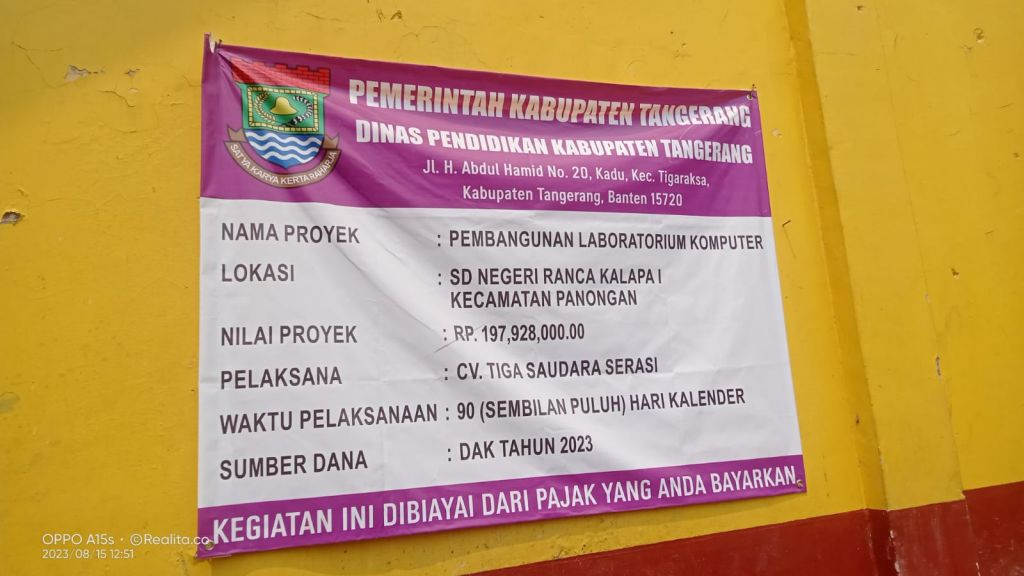 PEMERINTAH KABUPATEN TANGERANG
DINAS PENDIDIKAN KABUPATEN TANGERANG
Jl. H. Abdul Hamid No. 20, Kadu, Kec. Tigaraksa,
Kabupaten Tangerang, Banten 15720
SATYA KARYA KERTA RAHARJA
NAMA PROYEK : PEMBANGUNAN LABORATORIUM KOMPUTER
LOKASI : SD NEGERI RANCA KALAPA I
KECAMATAN PANONGAN
NILAI PROYEK : RP. 197,928,000.00
PELAKSANA : CV. TIGA SAUDARA SERASI
WAKTU PELAKSANAAN : 90 (SEMBILAN PULUH) HARI KALENDER
SUMBER DANA : DAK TAHUN 2023
KEGIATAN INI DIBIAYAI DARI PAJAK YANG ANDA BAYARKAN
OPPO A15s · ©Realita.co
2023/08/15 12:51